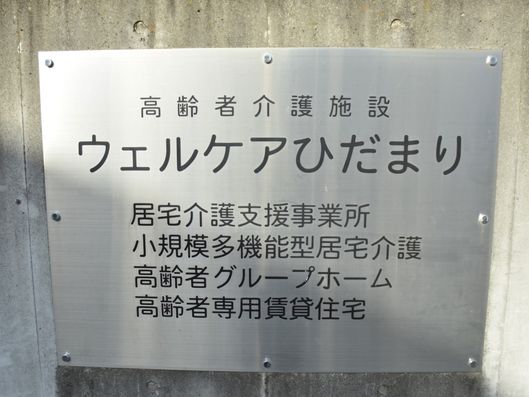 高齢者介護施設
ウェルケアひだまり
居宅介護支援事業所
小規模多機能型居宅介護
高齢者グループホーム
高齢者専用賃貸住宅